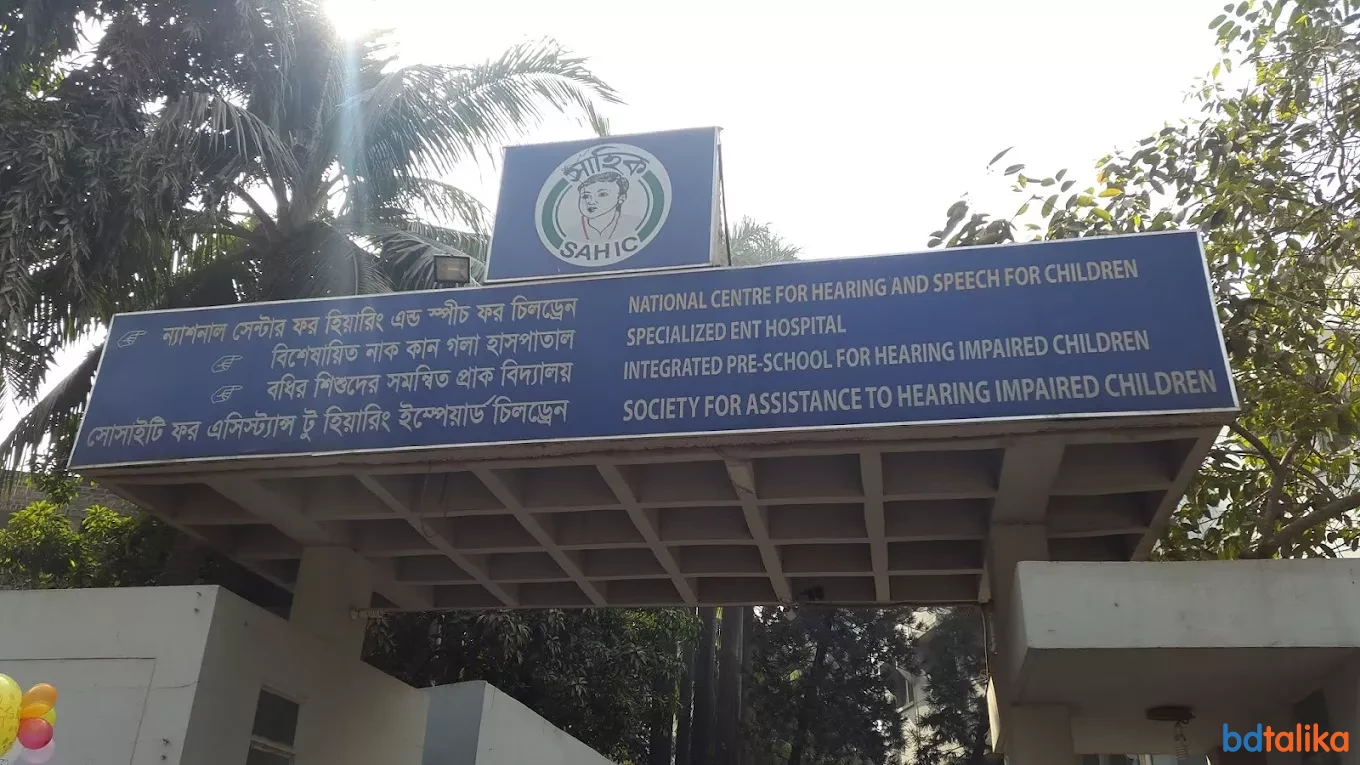 সাহিক
SAHIC
ন্যাশনাল সেন্টার ফর হিয়ারিং এন্ড স্পীচ ফর চিলড্রেন
বিশেষায়িত নাক কান গলা হাসপাতাল
বধির শিশুদের সমন্বিত প্রাক বিদ্যালয়
সোসাইটি ফর এসিস্ট্যান্স টু হিয়ারিং ইম্পেয়ার্ড চিলড্রেন
NATIONAL CENTRE FOR HEARING AND SPEECH FOR CHILDREN
SPECIALIZED ENT HOSPITAL
INTEGRATED PRE-SCHOOL FOR HEARING IMPAIRED CHILDREN
SOCIETY FOR ASSISTANCE TO HEARING IMPAIRED CHILDREN
bdtalika